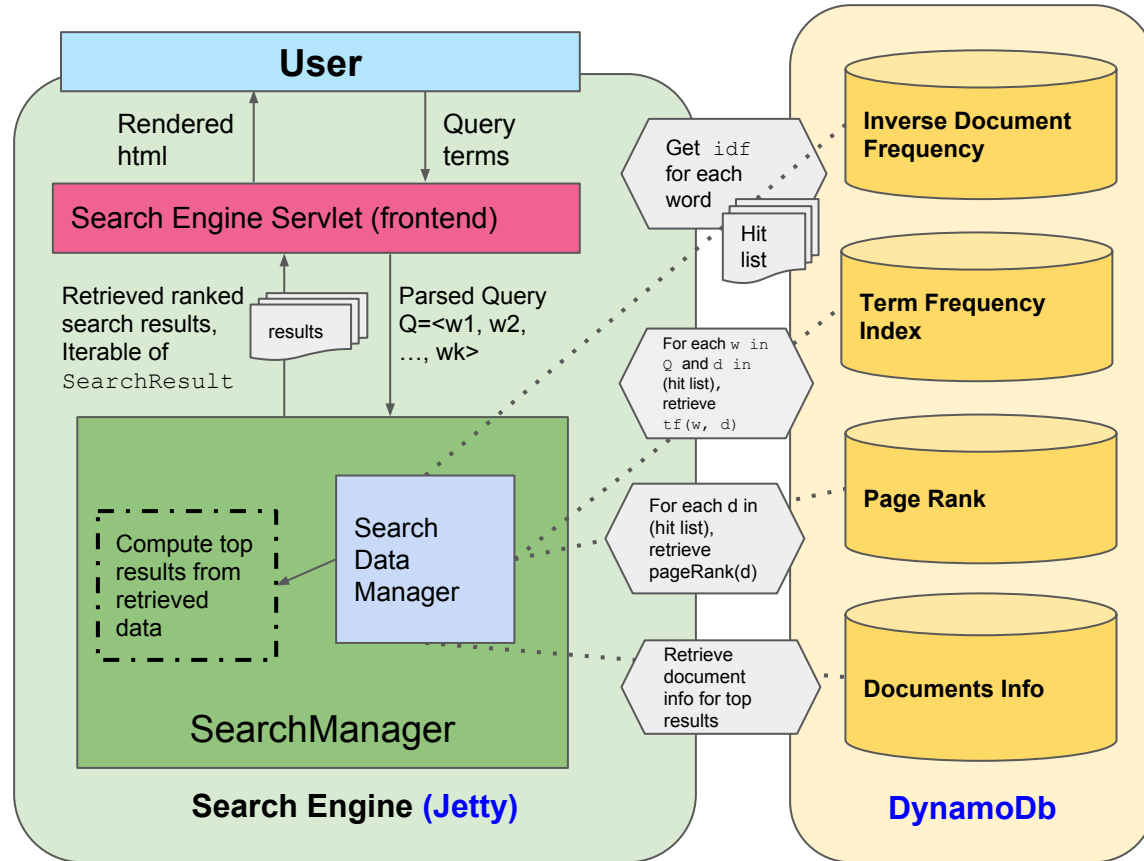 User
Rendered
html
Query
terms
Search Engine Servlet (frontend)
Retrieved ranked
search results,
Iterable of
SearchResult
results
Parsed Query
Q=<w1, w2,
…, wk>
Compute top
results from
retrieved
data
Search
Data
Manager
SearchManager
Search Engine (Jetty)
Get idf
for each
word
Hit
list
For each w in
Q and d in
(hit list),
retrieve
tf(w, d)
For each d in
(hit list),
retrieve
pageRank(d)
Retrieve
document
info for top
results
Inverse Document
Frequency
Term Frequency
Index
Page Rank
Documents Info
DynamoDb